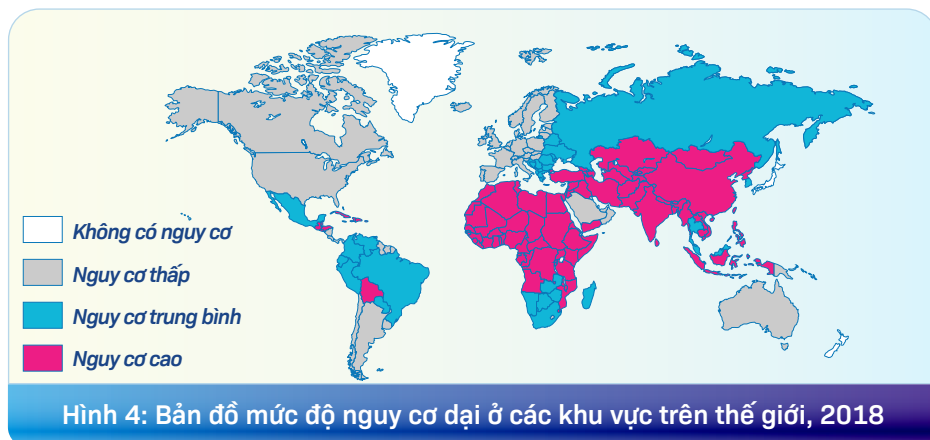 Không có nguy cơ
Nguy cơ thấp
Nguy cơ trung bình
Nguy cơ cao
Hình 4: Bản đồ mức độ nguy cơ dại ở các khu vực trên thế giới, 2018